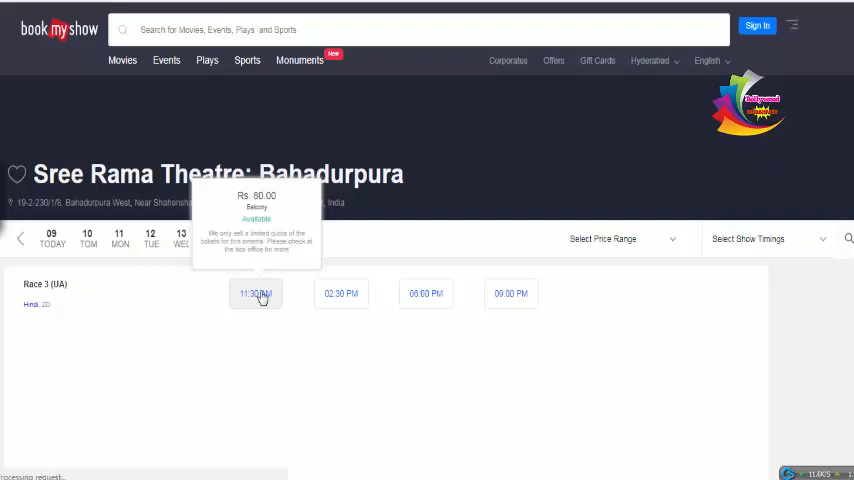 book my show
Search for Movies, Events, Plays and Sports
Sign In
Movies Events Plays Sports Monuments New
Corporates Offers Gift Cards Hyderabad English
Bollywood
Sree Rama Theatre: Bahadurpura
19-2-230/1/8, Bahadurpura West, Near Shahensha India
Rs. 80.00
Balcony
Available
We only sell a limited quota of the
tickets for this cinema. Please check at
the box office for more.
09 10 11 12 13
TODAY TOM MON TUE WED
Select Price Range Select Show Timings
Race 3 (UA)
11:30 AM 02:30 PM 06:00 PM 09:00 PM
Hindi, 2D
rocessing request...
11.6K/S